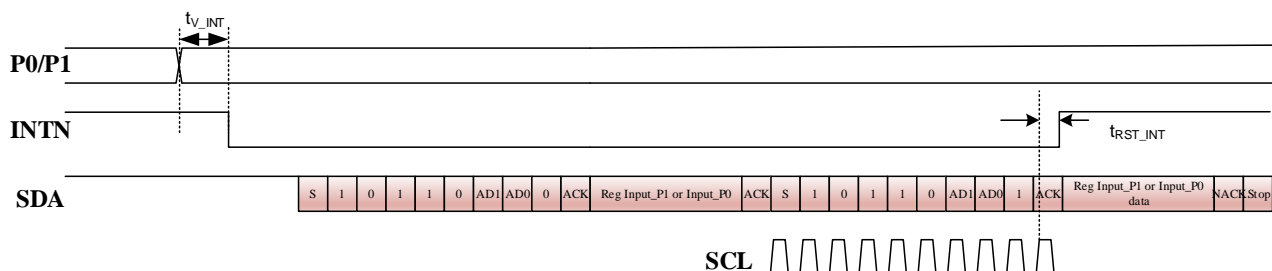 tV_INT
P0/P1
INTN
tRST_INT
SDA S 1 0 1 1 0 AD1 AD0 0 ACK Reg Input_P1 or Input_P0 ACK S 1 0 1 1 0 AD1 AD0 1 ACK Reg Input_P1 or Input_P0 data NACK Stop
SCL